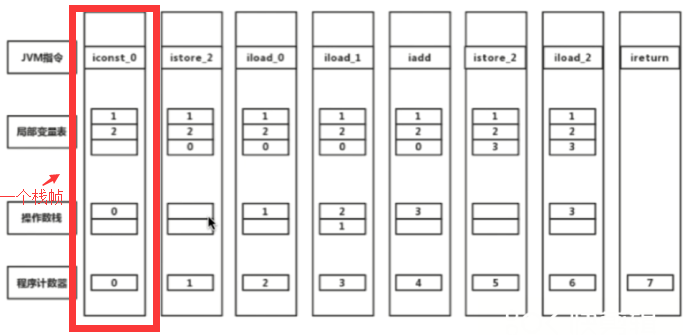 JVM指令 iconst_0 istore_2 iload_0 iload_1 iadd istore_2 iload_2 ireturn
局部变量表 1 1 1 1 1 1 1
2 2 2 2 2 2 2
0 0 0 0 3 3
一个栈帧
操作数栈 0 1 2 3 3
1
程序计数器 0 1 2 3 4 5 6 7